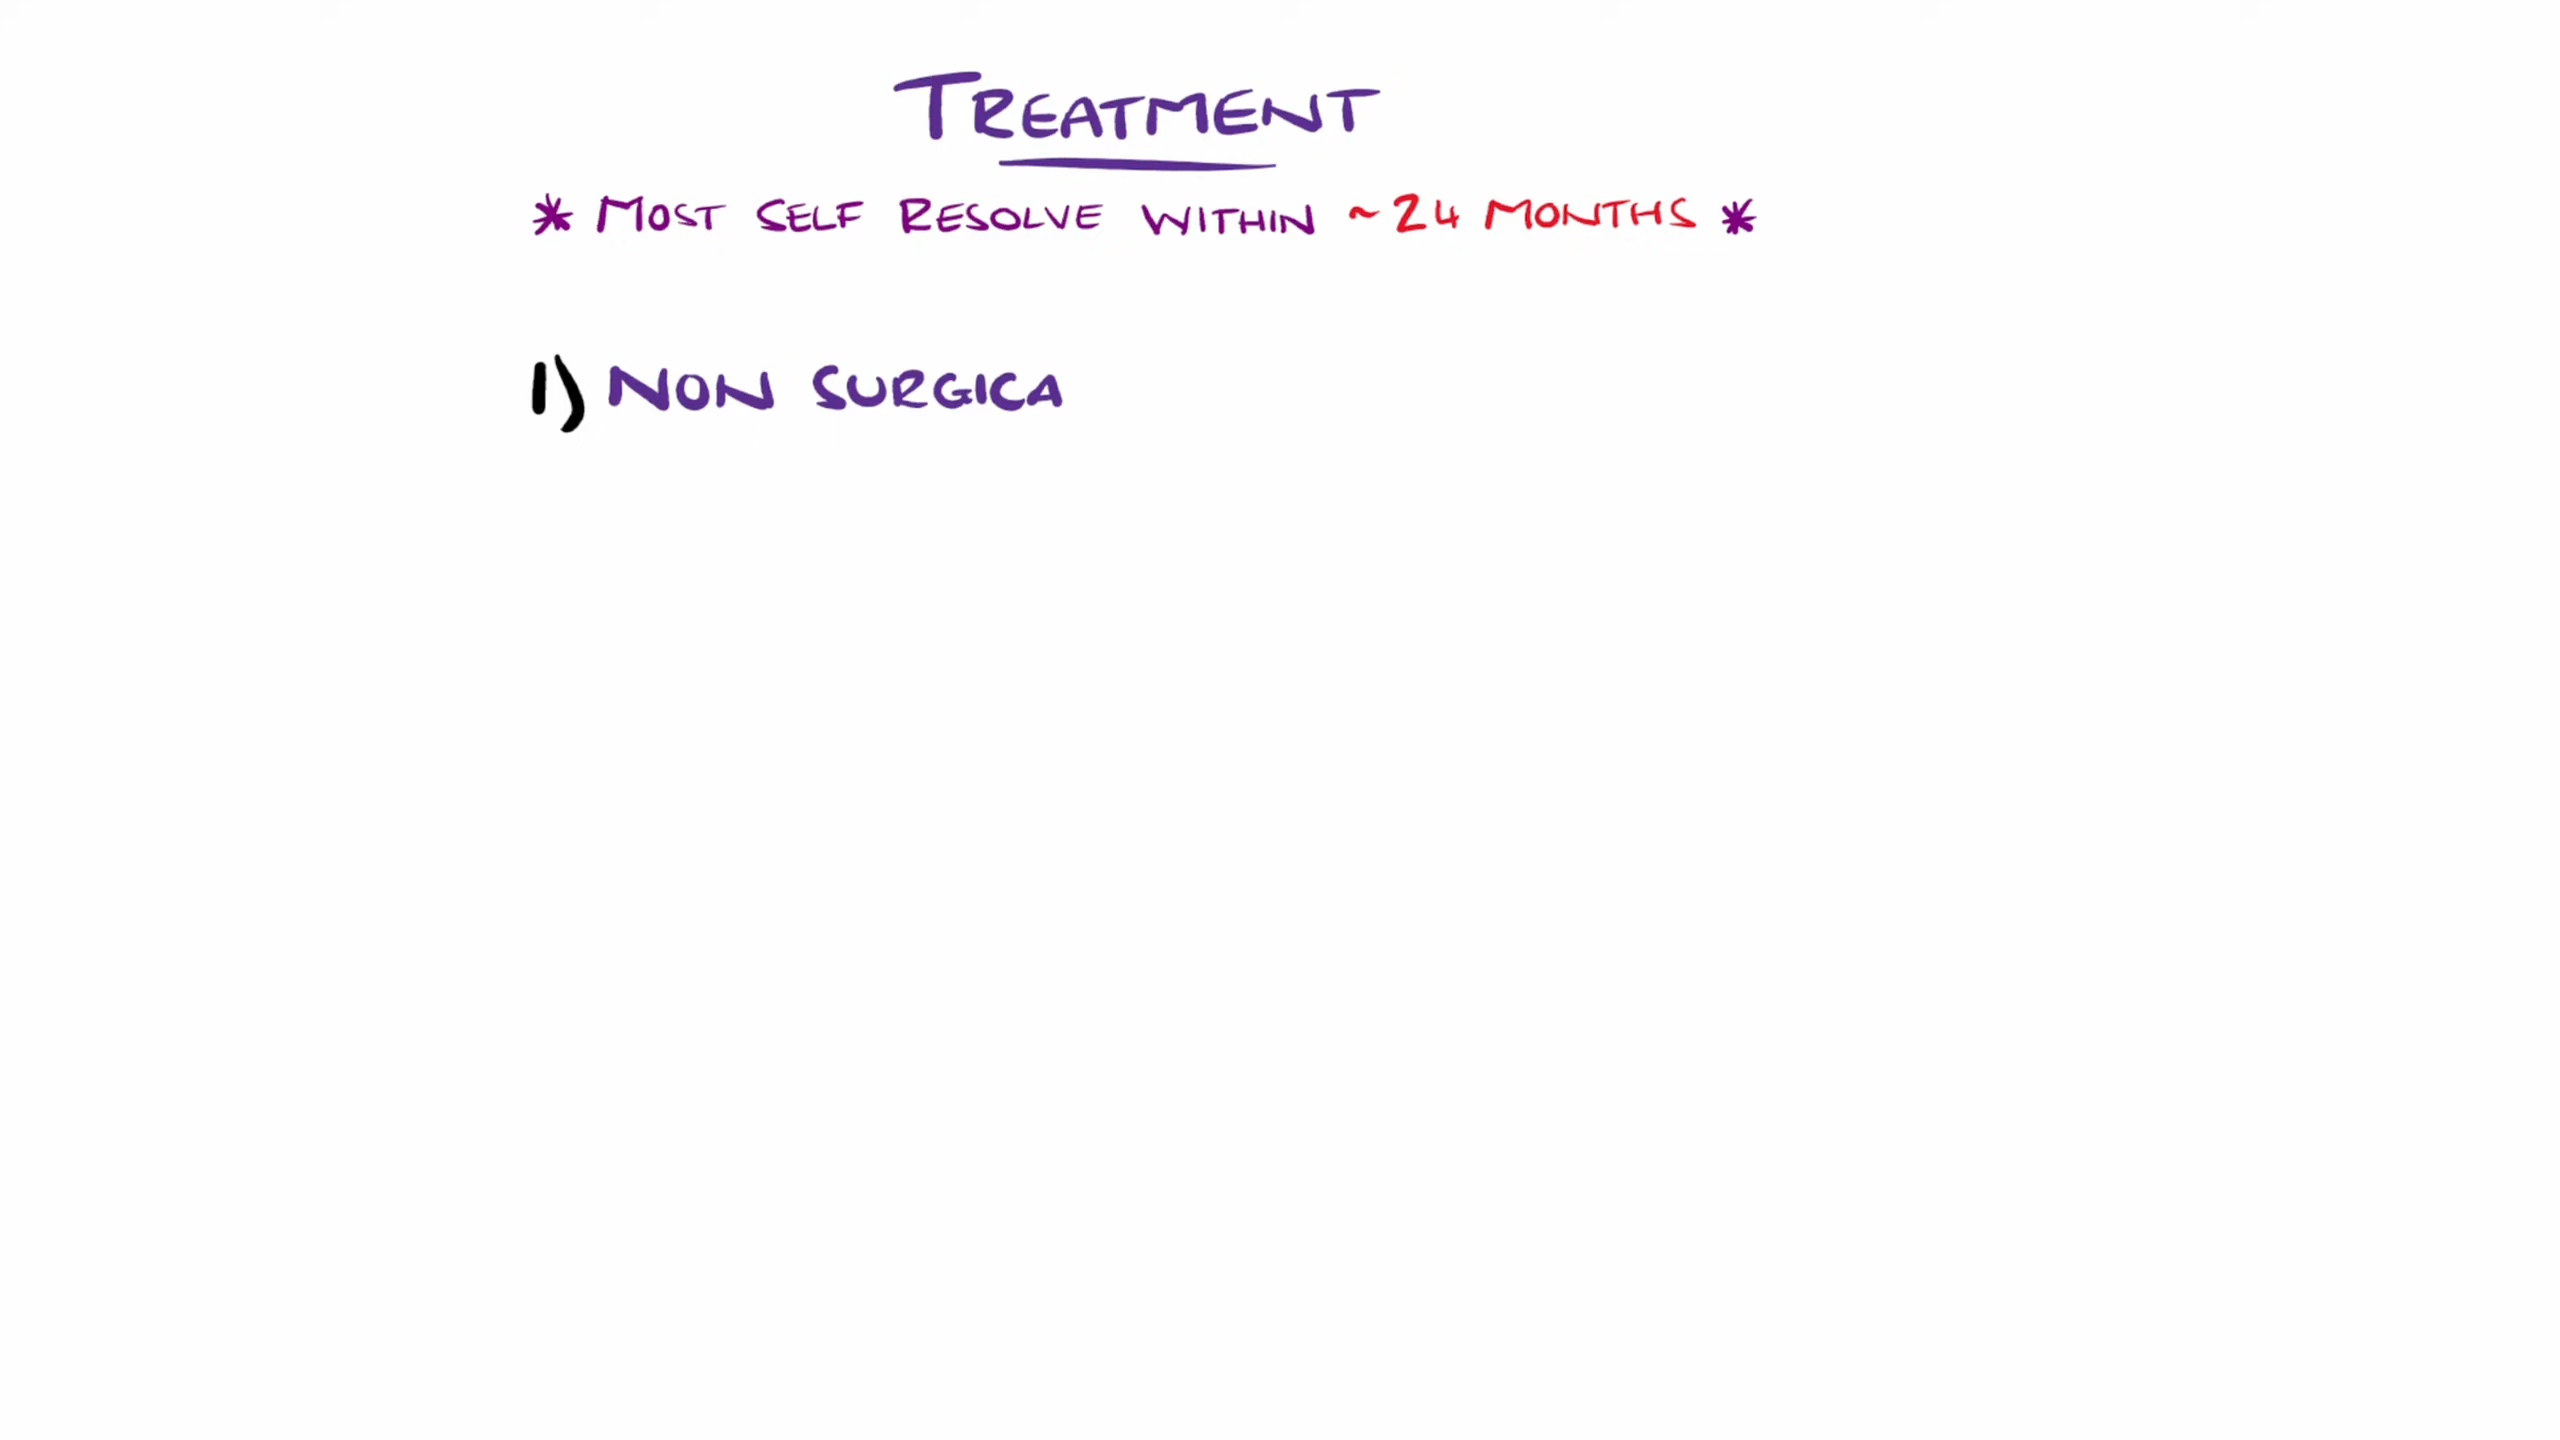 TREATMENT
* MOST SELF RESOLVE WITHIN ~24 MONTHS *
1) NON SURGICA